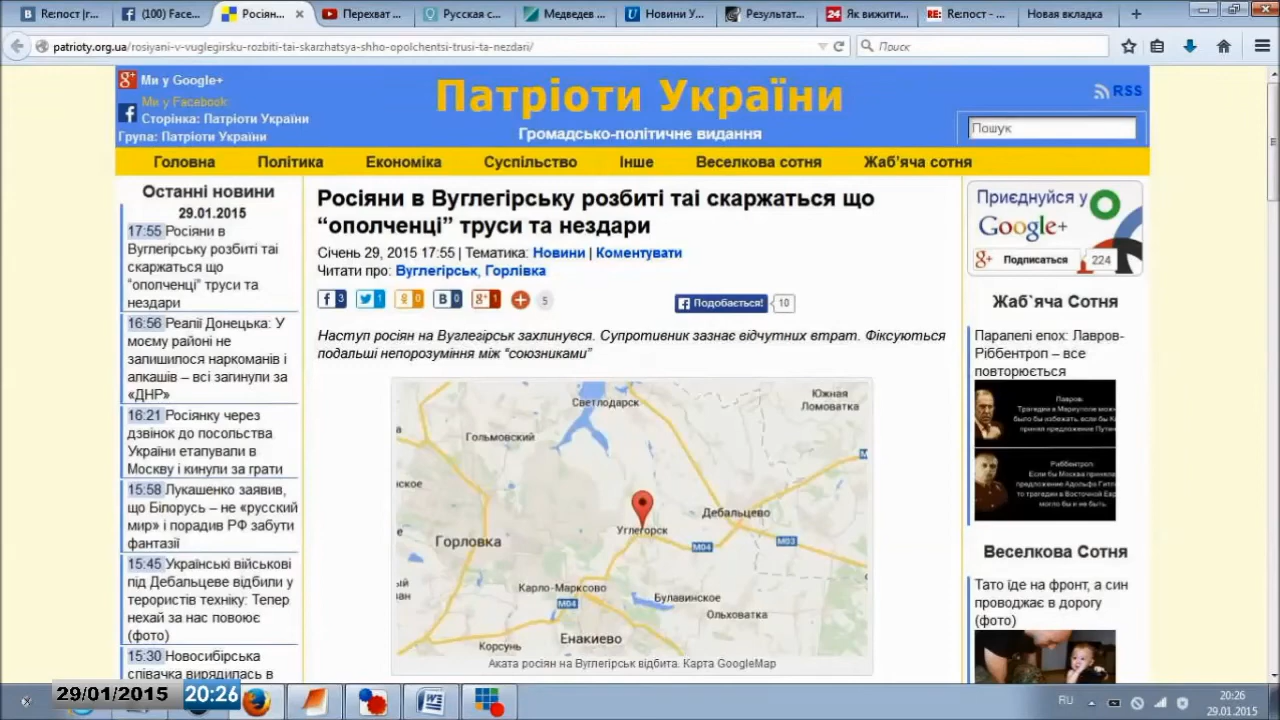 Re:пост |г...
(100) Face...
Росіян...
Перехват ...
Русская с...
Медведев ...
Новини У...
Результат...
Як вижити...
Re:пост - ...
Новая вкладка
patrioty.org.ua/rosiyani-v-vuglegirsku-rozbiti-tai-skarzhatsya-shho-opolchentsi-trusi-ta-nezdari/
Поиск
Ми у Google+
Ми у Facebook:
Сторінка: Патріоти України
Група: Патріоти України
Патріоти України
Громадсько-політичне видання
RSS
Пошук
Головна
Політика
Економіка
Суспільство
Інше
Веселкова сотня
Жаб’яча сотня
Останні новини
29.01.2015
17:55 Росіяни в
Вуглегірську розбиті таі
скаржаться що
“ополченці” труси та
нездари
16:56 Реалії Донецька: У
моєму районі не
залишилося наркоманів і
алкашів – всі загинули за
«ДНР»
16:21 Росіянку через
дзвінок до посольства
України етапували в
Москву і кинули за грати
15:58 Лукашенко заявив,
що Білорусь – не «русский
мир» і порадив РФ забути
фантазії
15:45 Українські військові
під Дебальцеве відбили у
терористів техніку: Тепер
нехай за нас повоює
(фото)
15:30 Новосибірська
співачка вирядилась в
Росіяни в Вуглегірську розбиті таі скаржаться що
“ополченці” труси та нездари
Січень 29, 2015 17:55 | Тематика: Новини | Коментувати
Читати про: Вуглегірськ, Горлівка
3
1
0
0
1
5
Подобається!
10
Наступ росіян на Вуглегірськ захлинувся. Супротивник зазнає відчутних втрат. Фіксуються
подальші непорозуміння між “союзниками”
Светлодарск
Южная
Ломоватка
Гольмовский
нское
Дебальцево
Углегорск
Горловка
M04
M03
Карло-Марксово
M04
Булавинское
Ольховатка
Енакиево
Корсунь
Аката росіян на Вуглегірськ відбита. Карта GoogleMap
Приєднуйся у
Google+
Подписаться
224
Жаб`яча Сотня
Паралелі епох: Лавров-
Ріббентроп – все
повторюється
Лавров:
Риббентроп:
Веселкова Сотня
Тато їде на фронт, а син
проводжає в дорогу
(фото)
29/01/2015 20:26
RU
20:26
29.01.2015